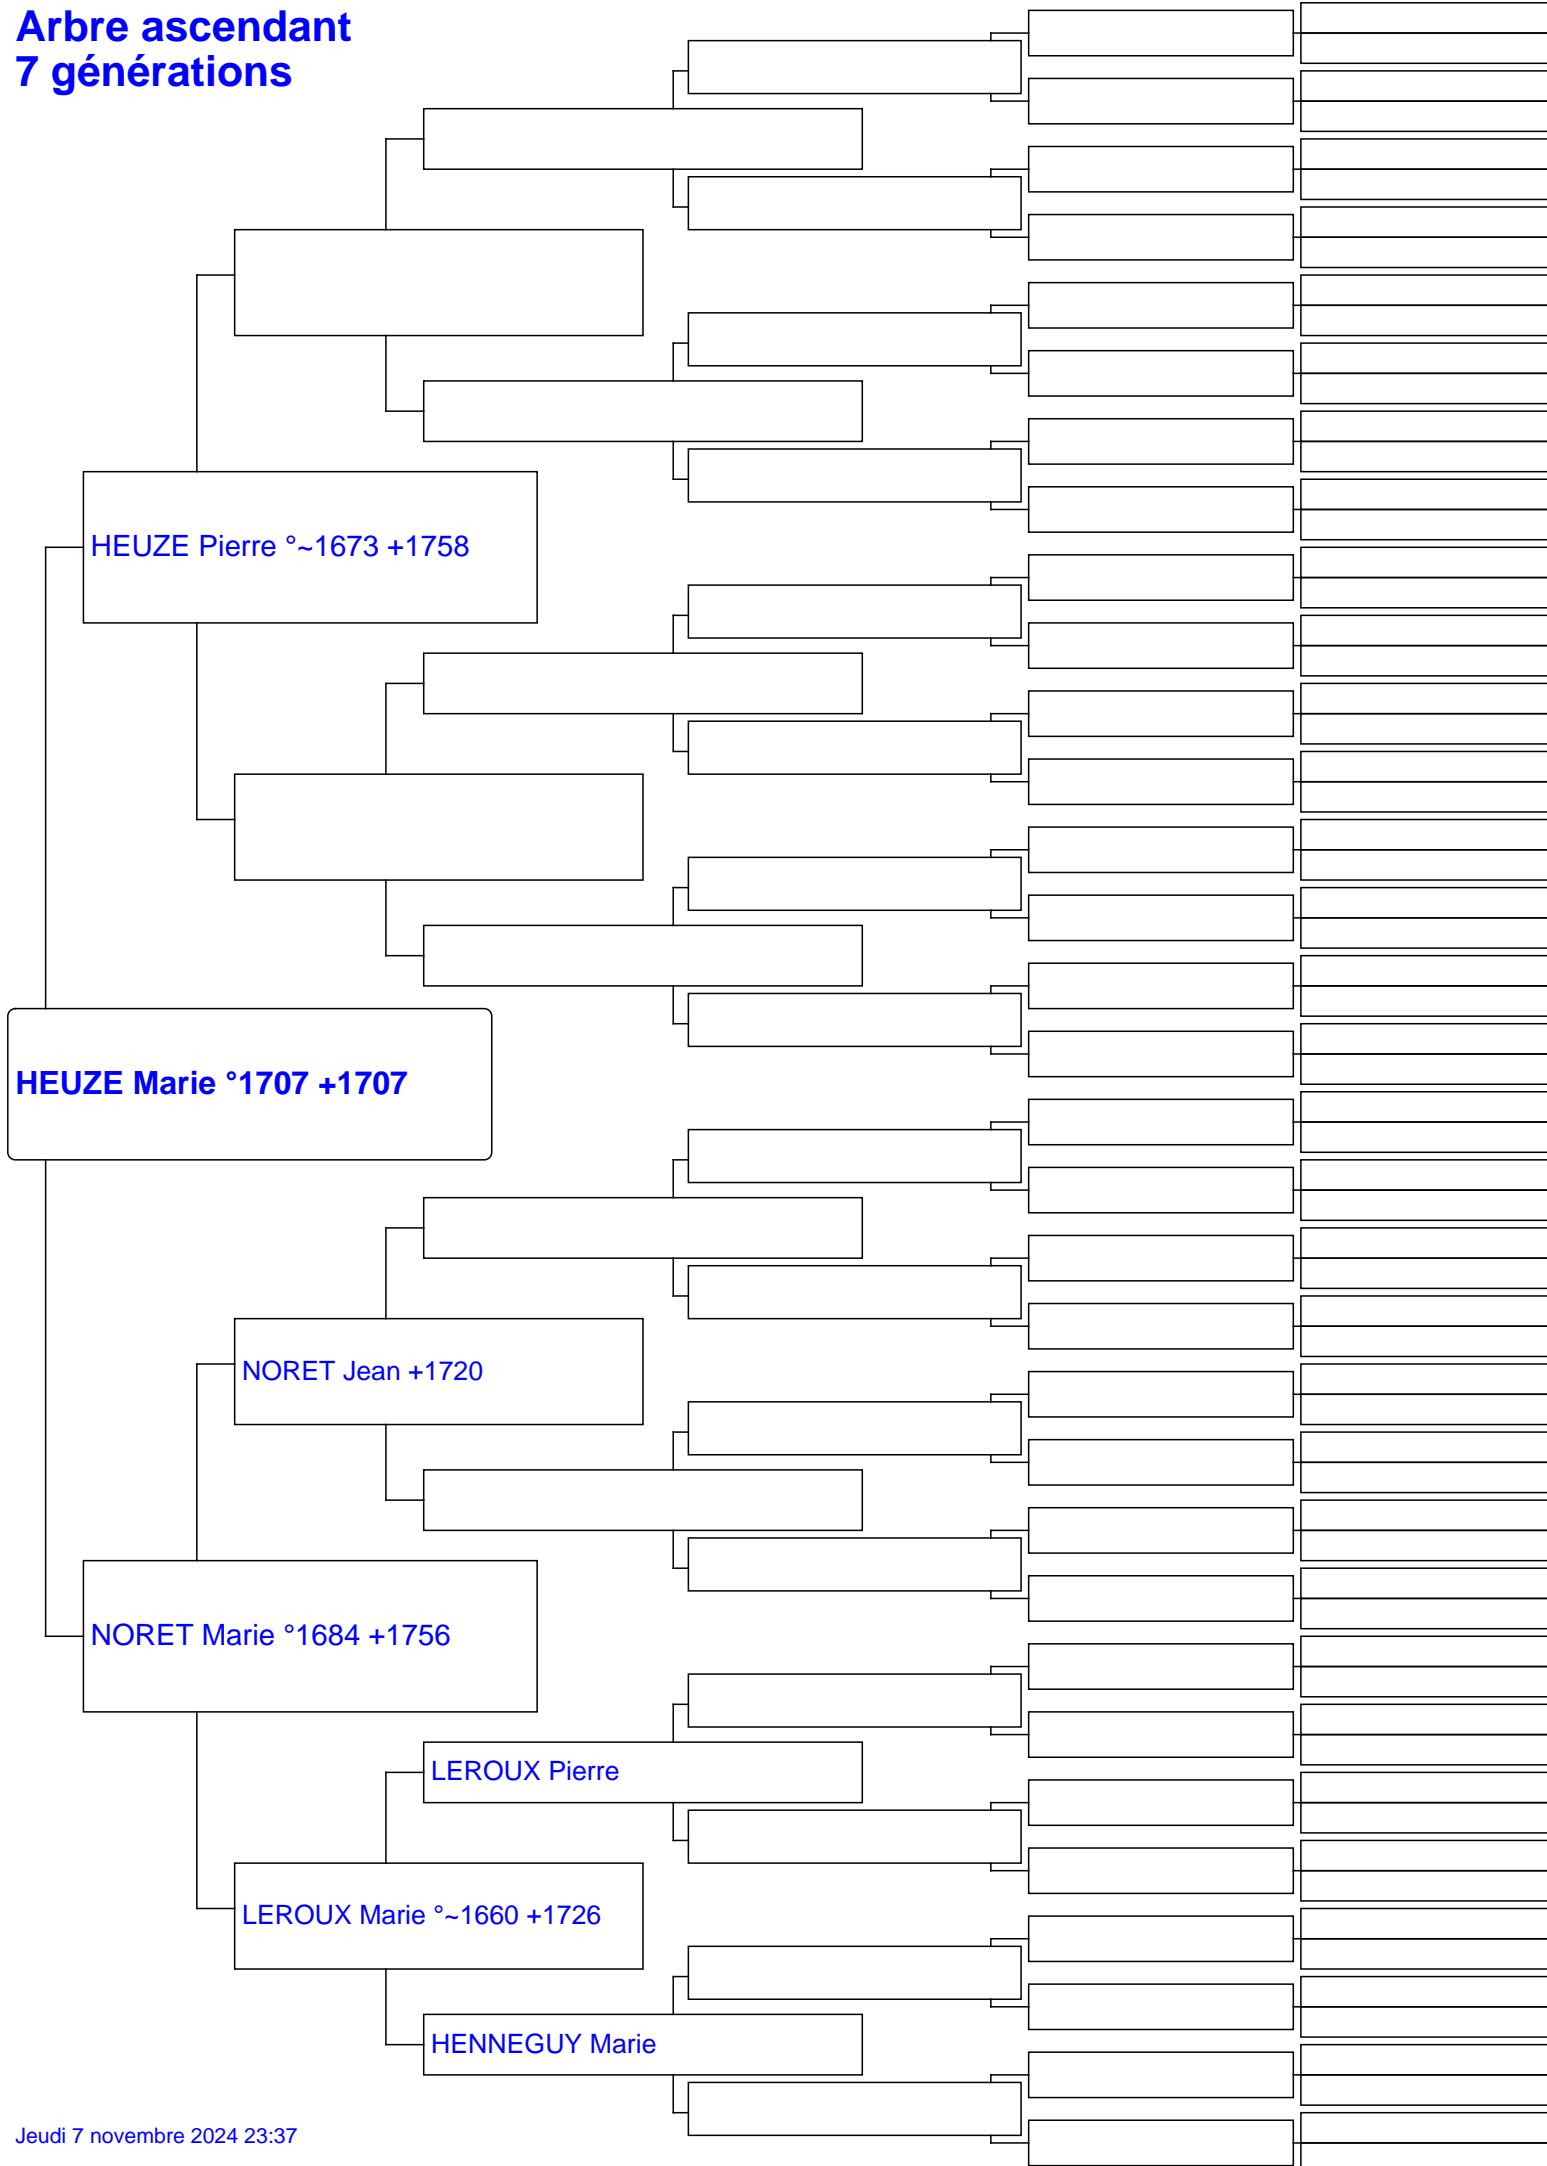 Arbre ascendant
7 générations
HEUZE Pierre °~1673 +1758
HEUZE Marie °1707 +1707
NORET Jean +1720
NORET Marie °1684 +1756
LEROUX Pierre
LEROUX Marie °~1660 +1726
HENNEGUY Marie
Jeudi 7 novembre 2024 23:37